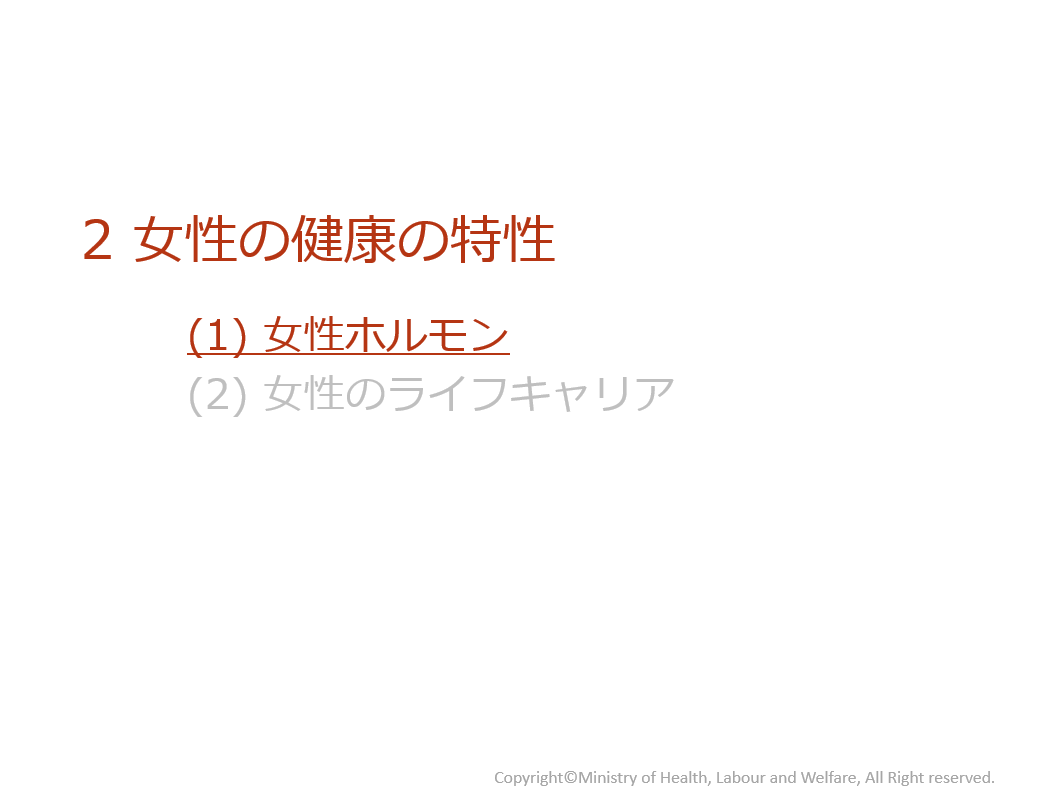 2 女性の健康の特性
(1) 女性ホルモン
(2) 女性のライフキャリア
Copyright©Ministry of Health, Labour and Welfare, All Right reserved.